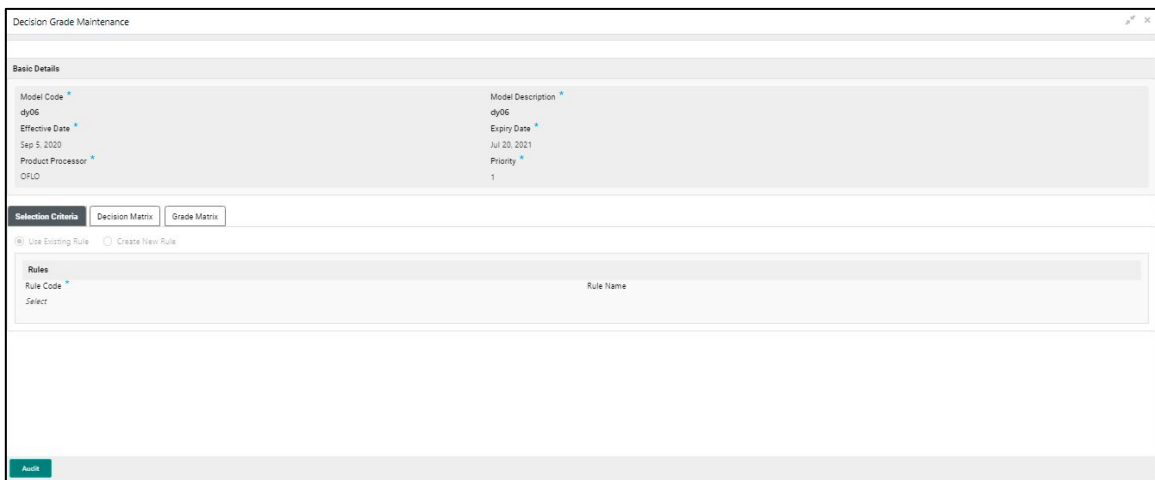 Decision Grade Maintenance
Basic Details
Model Code * Model Description *
dy06 dy06
Effective Date * Expiry Date *
Sep 5, 2020 Jul 20, 2021
Product Processor * Priority *
OFLO 1
Selection Criteria Decision Matrix Grade Matrix
Use Existing Rule Create New Rule
Rules
Rule Code * Rule Name
Select
Audit